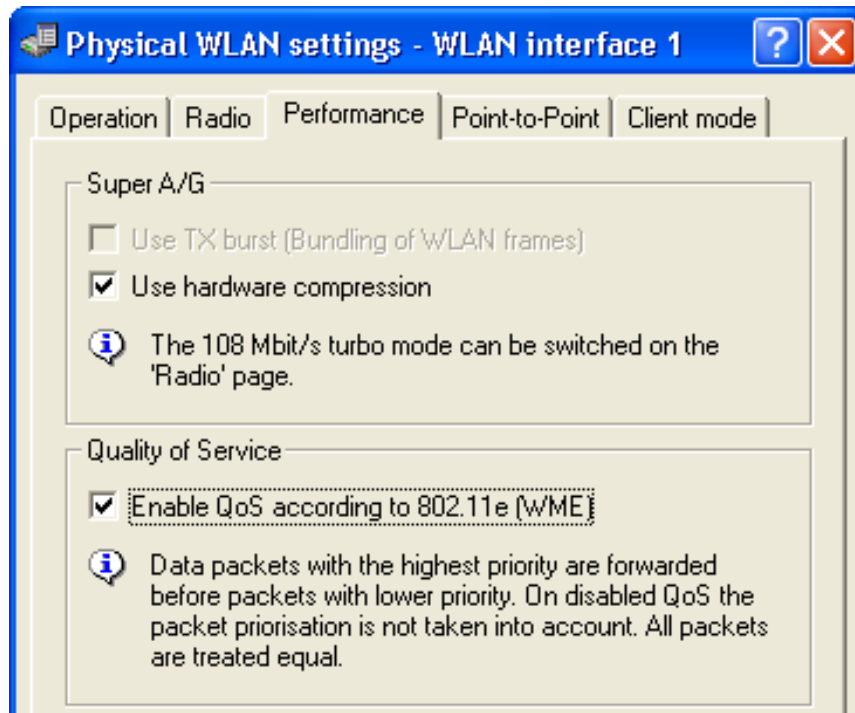 Physical WLAN settings - WLAN interface 1
Operation Radio Performance Point-to-Point Client mode
Super A/G
Use TX burst (Bundling of WLAN frames)
Use hardware compression
The 108 Mbit/s turbo mode can be switched on the
'Radio' page.
Quality of Service
Enable QoS according to 802.11e (WME)
Data packets with the highest priority are forwarded
before packets with lower priority. On disabled QoS the
packet priorisation is not taken into account. All packets
are treated equal.